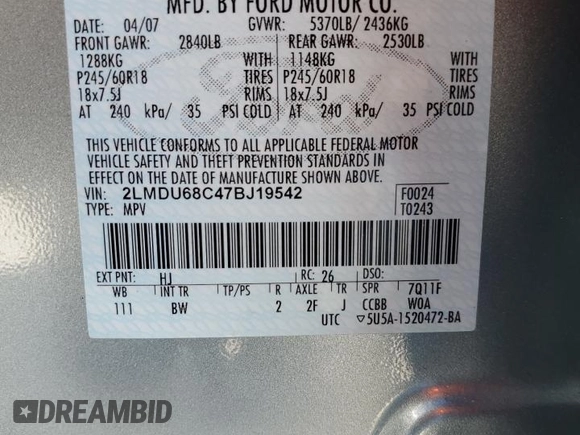 MFD. BY FORD MOTOR CO.
DATE: 04/07 GVWR: 5370LB/ 2436KG
FRONT GAWR: 2840LB REAR GAWR: 2530LB
1288KG WITH 1148KG WITH
P245/60R18 TIRES P245/60R18 TIRES
18x7.5J RIMS 18x7.5J RIMS
AT 240 kPa/ 35 PSI COLD AT 240 kPa/ 35 PSI COLD
THIS VEHICLE CONFORMS TO ALL APPLICABLE FEDERAL MOTOR
VEHICLE SAFETY AND THEFT PREVENTION STANDARDS IN
EFFECT ON THE DATE OF MANUFACTURE SHOWN ABOVE.
VIN: 2LMDU68C47BJ19542 F0024
TYPE: MPV T0243
EXT PNT: HJ RC: 26 DSO:
WB INT TR TP/PS R AXLE TR SPR 7Q11F
111 BW 2 2F J CCBB WOA
UTC ▽5U5A-1520472-BA
DREAMBID